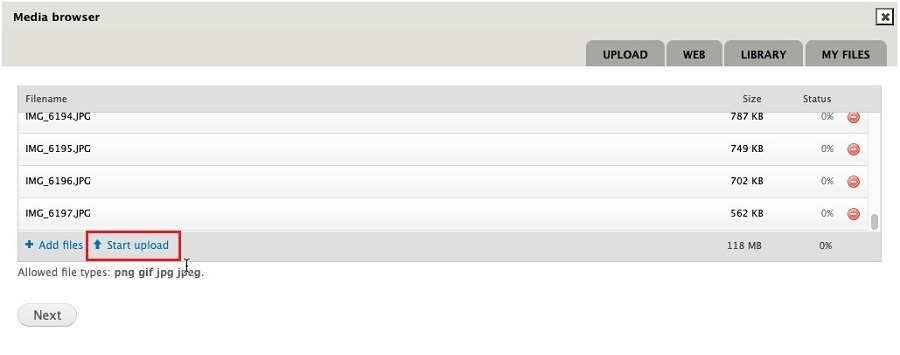 Media browser
UPLOAD WEB LIBRARY MY FILES
Filename Size Status
IMG_6194.JPG 787 KB 0%
IMG_6195.JPG 749 KB 0%
IMG_6196.JPG 702 KB 0%
IMG_6197.JPG 562 KB 0%
Add files Start upload 118 MB 0%
Allowed file types: png gif jpg jpeg.
Next